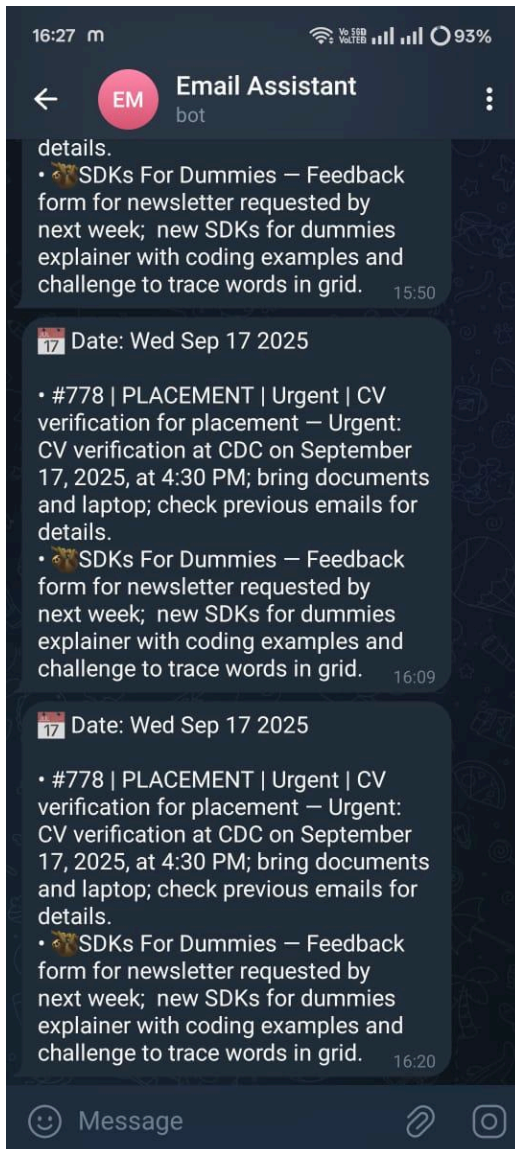 16:27 m
Vo 5GD
VoLTEB
93%
EM
Email Assistant
bot
details.
• SDKs For Dummies — Feedback
form for newsletter requested by
next week;  new SDKs for dummies
explainer with coding examples and
challenge to trace words in grid.
15:50
17 Date: Wed Sep 17 2025
• #778 | PLACEMENT | Urgent | CV
verification for placement — Urgent:
CV verification at CDC on September
17, 2025, at 4:30 PM; bring documents
and laptop; check previous emails for
details.
• SDKs For Dummies — Feedback
form for newsletter requested by
next week;  new SDKs for dummies
explainer with coding examples and
challenge to trace words in grid.
16:09
17 Date: Wed Sep 17 2025
• #778 | PLACEMENT | Urgent | CV
verification for placement — Urgent:
CV verification at CDC on September
17, 2025, at 4:30 PM; bring documents
and laptop; check previous emails for
details.
• SDKs For Dummies — Feedback
form for newsletter requested by
next week;  new SDKs for dummies
explainer with coding examples and
challenge to trace words in grid.
16:20
Message